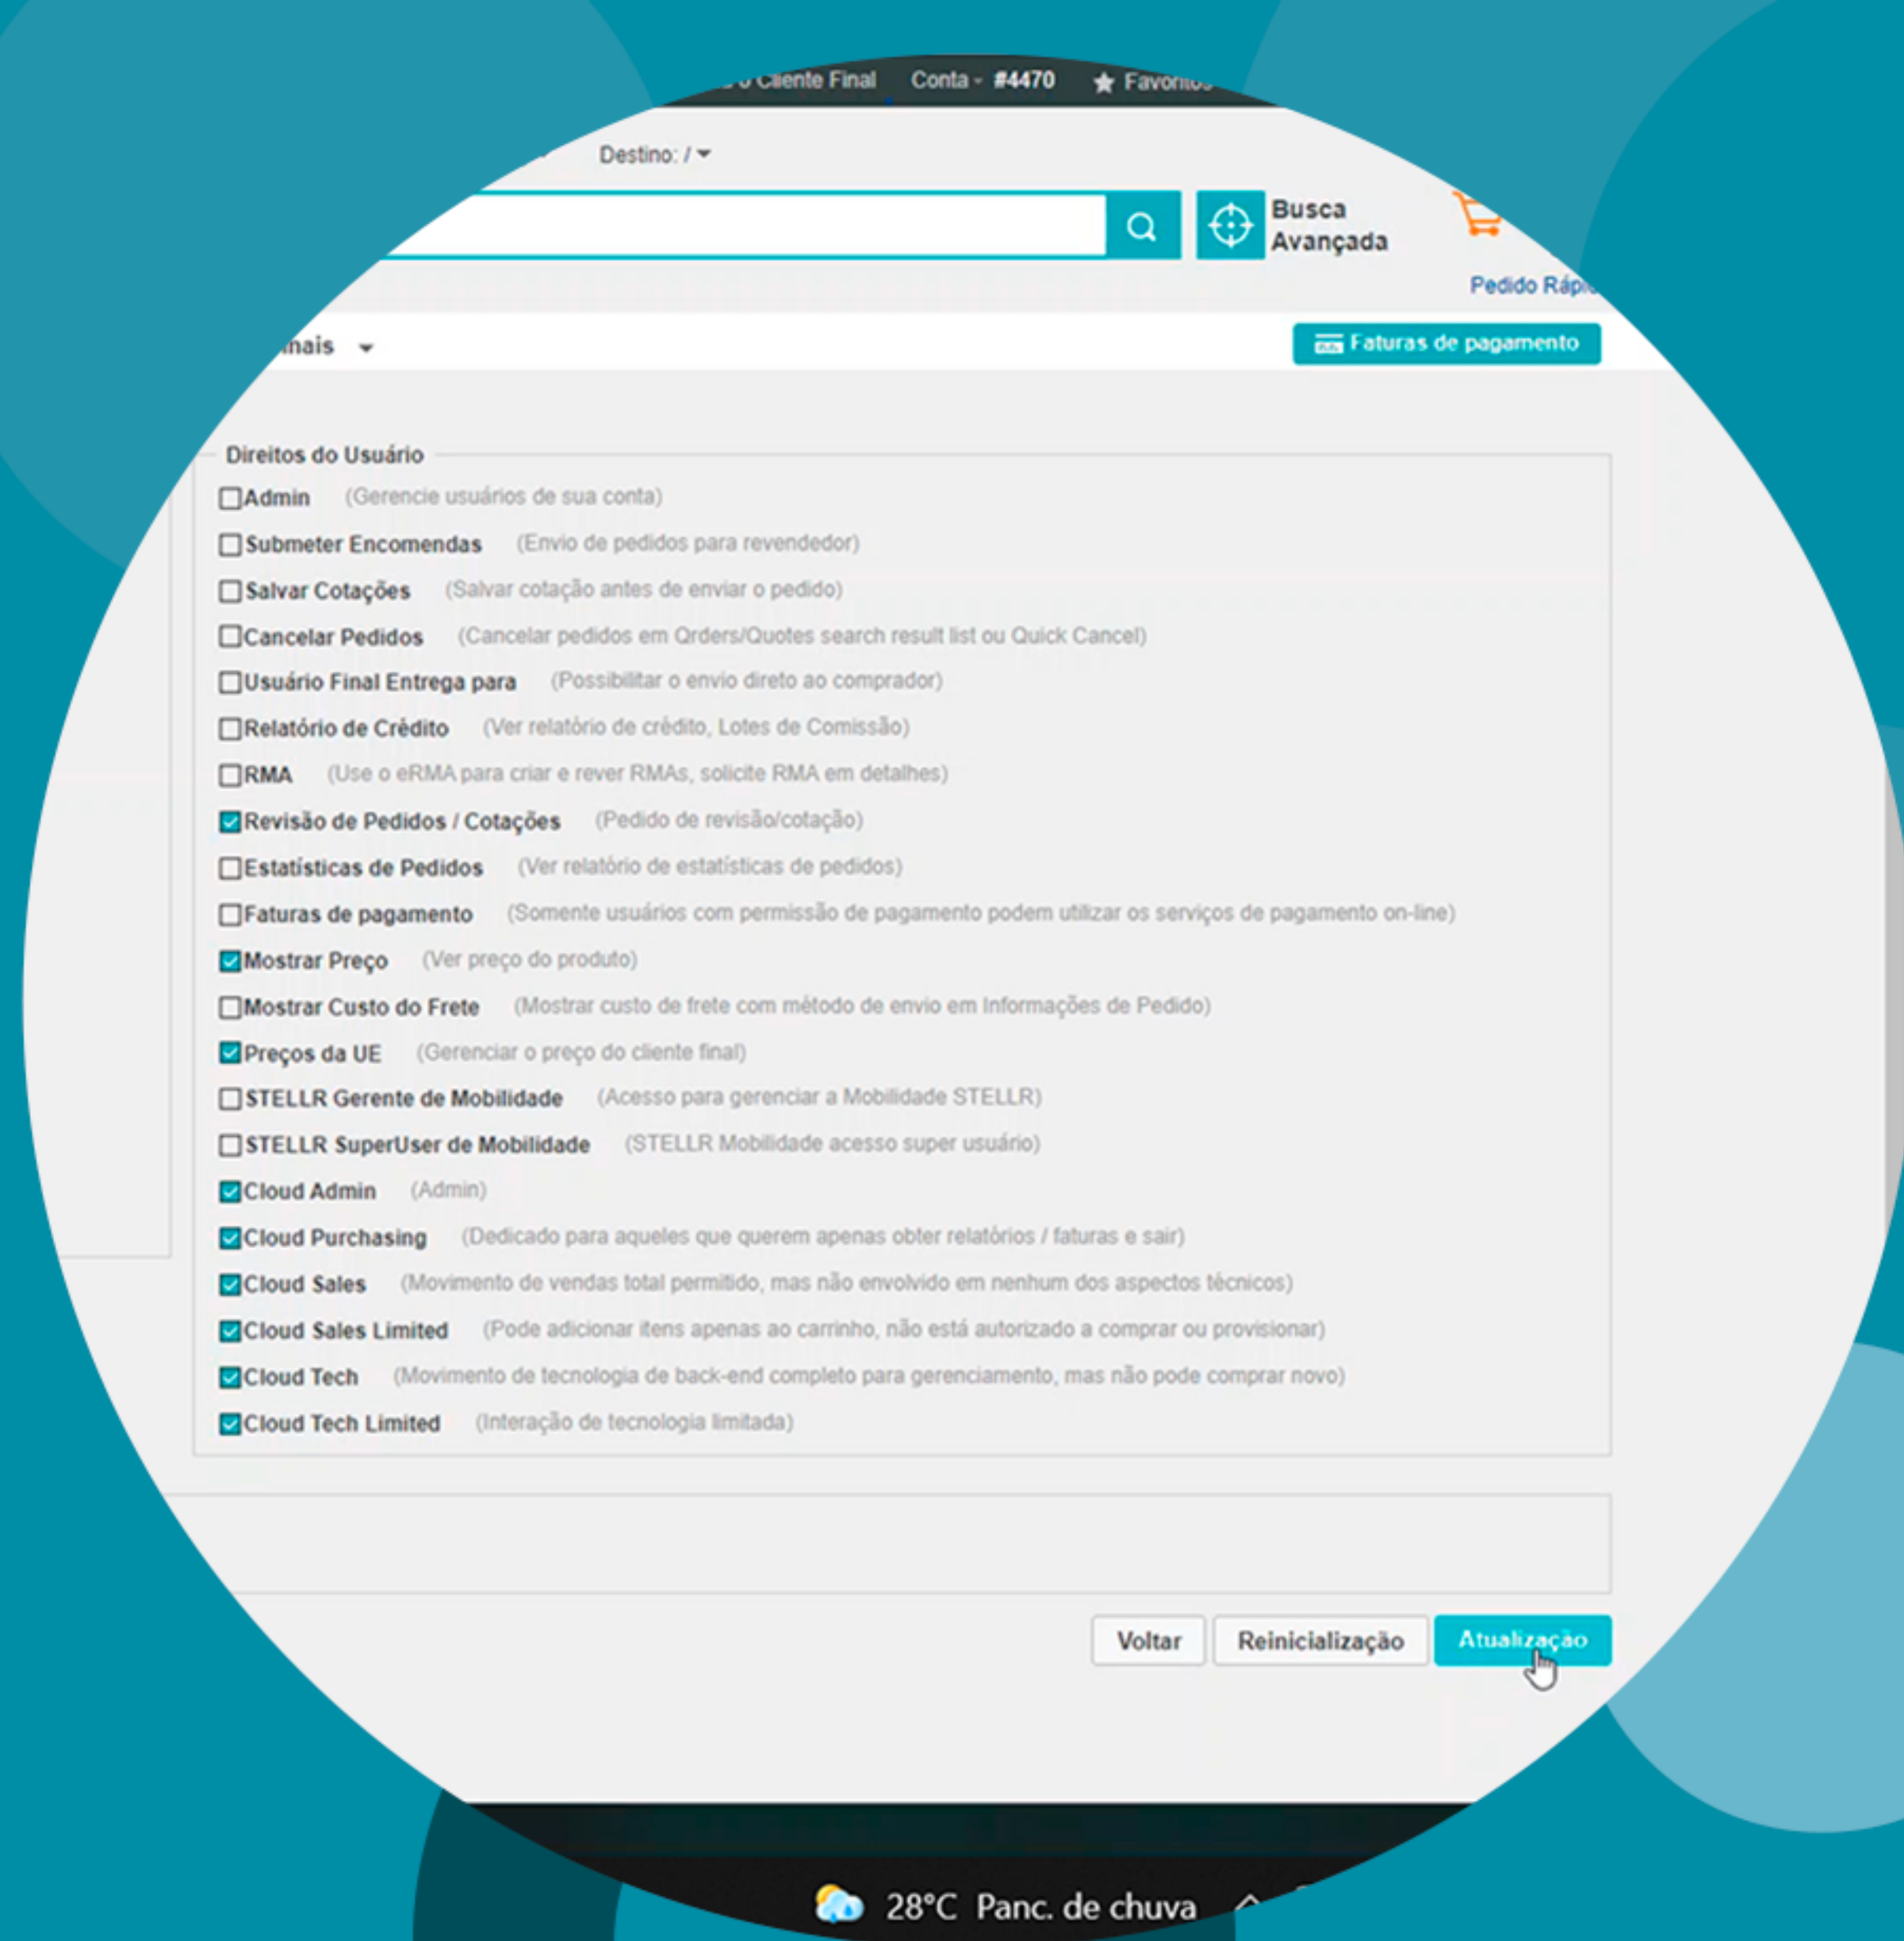 Cliente Final Conta - #4470 ★ Favoritos
Destino: /
Busca
Avançada
Pedido
Faturas de pagamento
Direitos do Usuário
Admin (Gerencie usuários de sua conta)
Submeter Encomendas (Envio de pedidos para revendedor)
Salvar Cotações (Salvar cotação antes de enviar o pedido)
Cancelar Pedidos (Cancelar pedidos em Qrders/Quotes search result list ou Quick Cancel)
Usuário Final Entrega para (Possibilitar o envio direto ao comprador)
Relatório de Crédito (Ver relatório de crédito, Lotes de Comissão)
RMA (Use o eRMA para criar e rever RMAs, solicite RMA em detalhes)
Revisão de Pedidos / Cotações (Pedido de revisão/cotação)
Estatísticas de Pedidos (Ver relatório de estatísticas de pedidos)
Faturas de pagamento (Somente usuários com permissão de pagamento podem utilizar os serviços de pagamento on-line)
Mostrar Preço (Ver preço do produto)
Mostrar Custo do Frete (Mostrar custo de frete com método de envio em Informações de Pedido)
Preços da UE (Gerenciar o preço do cliente final)
STELLR Gerente de Mobilidade (Acesso para gerenciar a Mobilidade STELLR)
STELLR SuperUser de Mobilidade (STELLR Mobilidade acesso super usuário)
Cloud Admin (Admin)
Cloud Purchasing (Dedicado para aqueles que querem apenas obter relatórios / faturas e sair)
Cloud Sales (Movimento de vendas total permitido, mas não envolvido em nenhum dos aspectos técnicos)
Cloud Sales Limited (Pode adicionar itens apenas ao carrinho, não está autorizado a comprar ou provisionar)
Cloud Tech (Movimento de tecnologia de back-end completo para gerenciamento, mas não pode comprar novo)
Cloud Tech Limited (Interação de tecnologia limitada)
Voltar Reinicialização Atualização
28°C Panc. de chuva